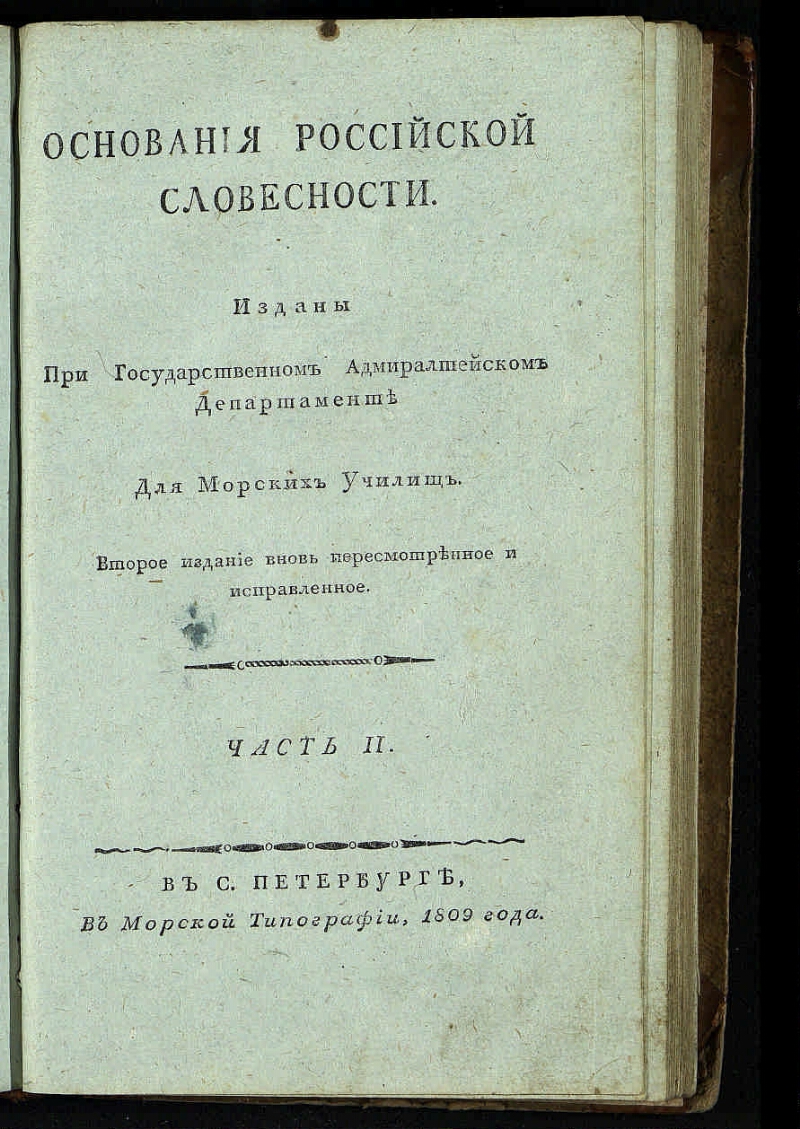 ОСНОВАНІЯ РОССІЙСКОЙ
СЛОВЕСНОСТИ.
Изданы
При Государственномъ Адмиралтейскомъ
Департаментѣ
Для Морскихъ Училищъ.
Второе изданіе вновь пересмотрѣнное и
исправленное.
ЧАСТЬ II.
ВЪ С. ПЕТЕРБУРГѢ,
Въ Морской Типографіи, 1809 года.